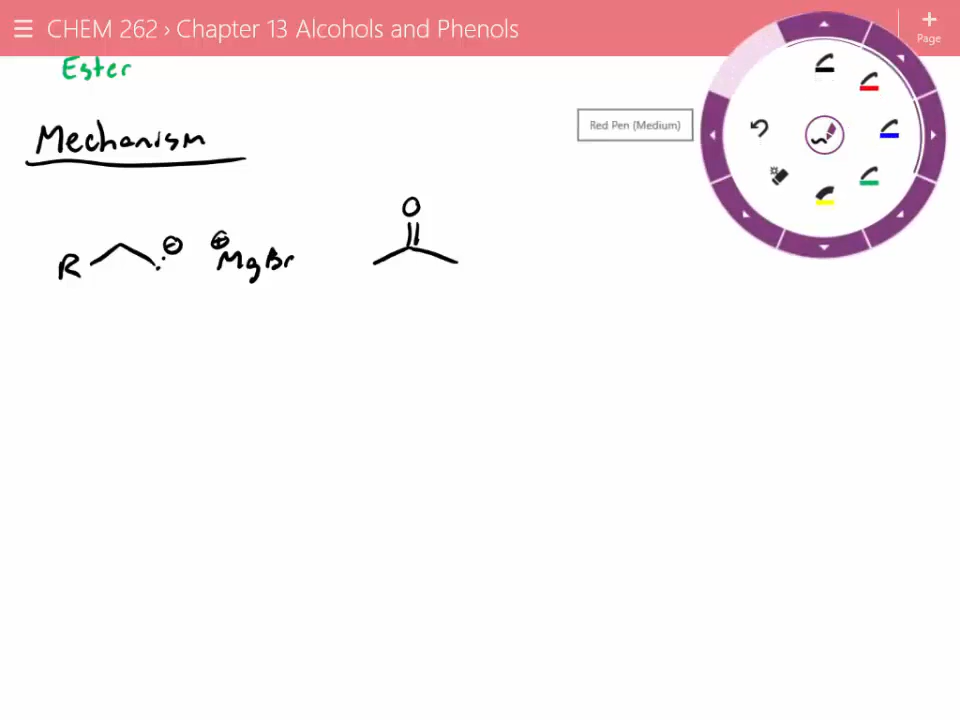 ☰ CHEM 262 › Chapter 13 Alcohols and Phenols
+
Page
Ester
Red Pen (Medium)
Mechanism
O
R ⊖ ⊕ MgBr